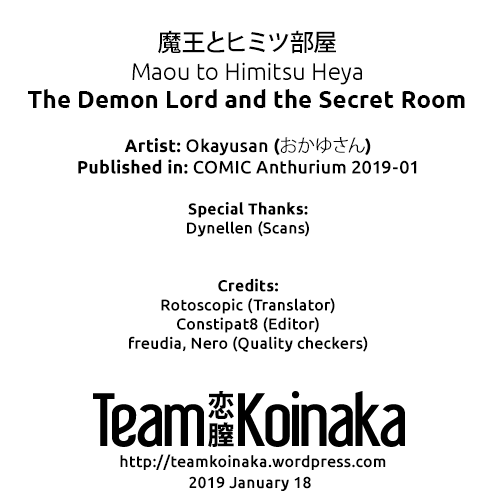 魔王とヒミツ部屋
Maou to Himitsu Heya
The Demon Lord and the Secret Room
Artist: Okayusan (おかゆさん)
Published in: COMIC Anthurium 2019-01
Special Thanks:
Dynellen (Scans)
Credits:
Rotoscopic (Translator)
Constipat8 (Editor)
freudia, Nero (Quality checkers)
Team恋膣Koinaka
http://teamkoinaka.wordpress.com
2019 January 18